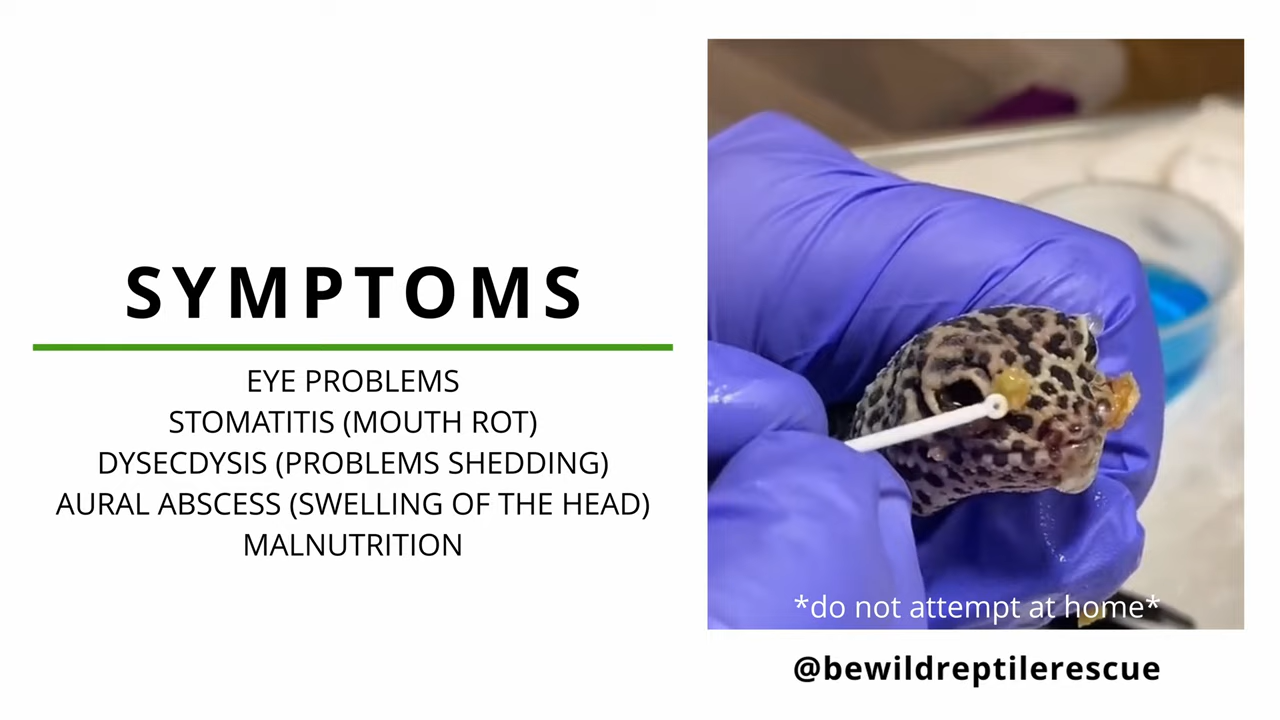 SYMPTOMS
EYE PROBLEMS
STOMATITIS (MOUTH ROT)
DYSECDYSIS (PROBLEMS SHEDDING)
AURAL ABSCESS (SWELLING OF THE HEAD)
MALNUTRITION
*do not attempt at home*
@bewildreptilerescue